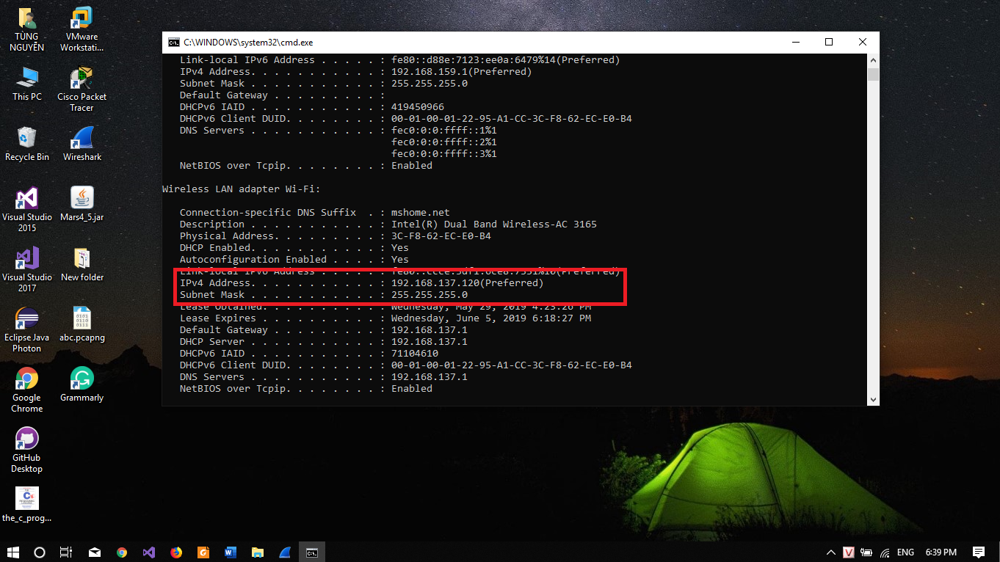 TÙNG
NGUYỄN
VMware
Workstati...
This PC
Cisco Packet
Tracer
Recycle Bin
Wireshark
Visual Studio
2015
Mars4_5.jar
Visual Studio
2017
New folder
Eclipse Java
Photon
abc.pcapng
Google
Chrome
Grammarly
GitHub
Desktop
the_c_prog...
C:\WINDOWS\system32\cmd.exe
Link-local IPv6 Address . . . . . : fe80::d88e:7123:ee0a:6479%14(Preferred)
IPv4 Address. . . . . . . . . . . : 192.168.159.1(Preferred)
Subnet Mask . . . . . . . . . . . : 255.255.255.0
Default Gateway . . . . . . . . . :
DHCPv6 IAID . . . . . . . . . . . : 419450966
DHCPv6 Client DUID. . . . . . . . : 00-01-00-01-22-95-A1-CC-3C-F8-62-EC-E0-B4
DNS Servers . . . . . . . . . . . : fec0:0:0:ffff::1%1
fec0:0:0:ffff::2%1
fec0:0:0:ffff::3%1
NetBIOS over Tcpip. . . . . . . . : Enabled
Wireless LAN adapter Wi-Fi:
Connection-specific DNS Suffix  . : mshome.net
Description . . . . . . . . . . . : Intel(R) Dual Band Wireless-AC 3165
Physical Address. . . . . . . . . : 3C-F8-62-EC-E0-B4
DHCP Enabled. . . . . . . . . . . : Yes
Autoconfiguration Enabled . . . . : Yes
Link-local IPv6 Address . . . . . :
IPv4 Address. . . . . . . . . . . : 192.168.137.120(Preferred)
Subnet Mask . . . . . . . . . . . : 255.255.255.0
Lease Obtained. . . . . . . . . . : Wednesday, May 29, 2019 4:25:26 PM
Lease Expires . . . . . . . . . . : Wednesday, June 5, 2019 6:18:27 PM
Default Gateway . . . . . . . . . : 192.168.137.1
DHCP Server . . . . . . . . . . . : 192.168.137.1
DHCPv6 IAID . . . . . . . . . . . : 71104610
DHCPv6 Client DUID. . . . . . . . : 00-01-00-01-22-95-A1-CC-3C-F8-62-EC-E0-B4
DNS Servers . . . . . . . . . . . : 192.168.137.1
NetBIOS over Tcpip. . . . . . . . : Enabled
ENG
6:39 PM